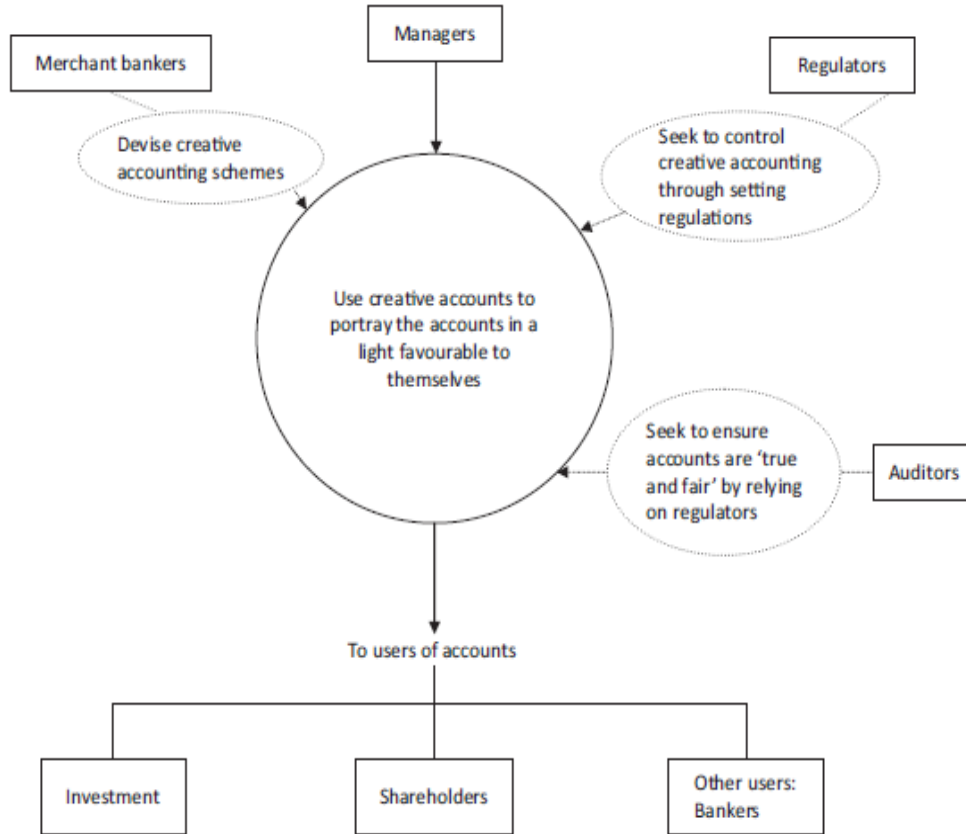 Managers
Merchant bankers
Regulators
Devise creative
accounting schemes
Seek to control
creative accounting
through setting
regulations
Use creative accounts to
portray the accounts in a
light favourable to
themselves
Seek to ensure
accounts are ‘true
and fair’ by relying
on regulators
Auditors
To users of accounts
Investment
Shareholders
Other users:
Bankers